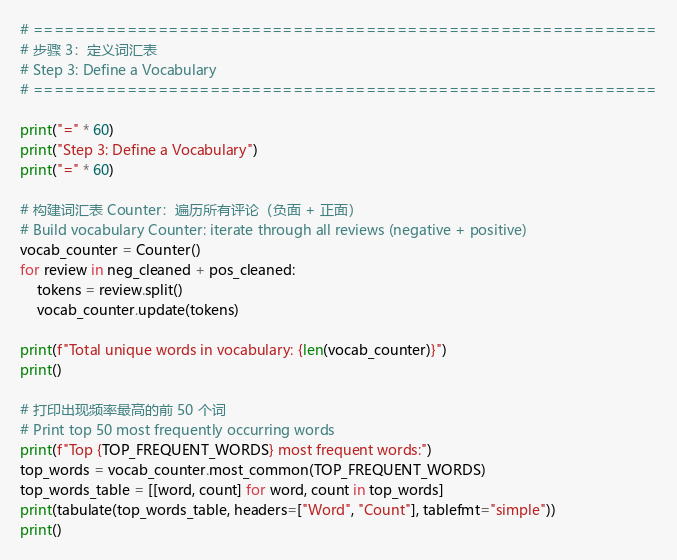 # ============================================================
# 步骤 3：定义词汇表
# Step 3: Define a Vocabulary
# ============================================================
print("=" * 60)
print("Step 3: Define a Vocabulary")
print("=" * 60)
# 构建词汇表 Counter：遍历所有评论（负面 + 正面）
# Build vocabulary Counter: iterate through all reviews (negative + positive)
vocab_counter = Counter()
for review in neg_cleaned + pos_cleaned:
    tokens = review.split()
    vocab_counter.update(tokens)
print(f"Total unique words in vocabulary: {len(vocab_counter)}")
print()
# 打印出现频率最高的前 50 个词
# Print top 50 most frequently occurring words
print(f"Top {TOP_FREQUENT_WORDS} most frequent words:")
top_words = vocab_counter.most_common(TOP_FREQUENT_WORDS)
top_words_table = [[word, count] for word, count in top_words]
print(tabulate(top_words_table, headers=["Word", "Count"], tablefmt="simple"))
print()